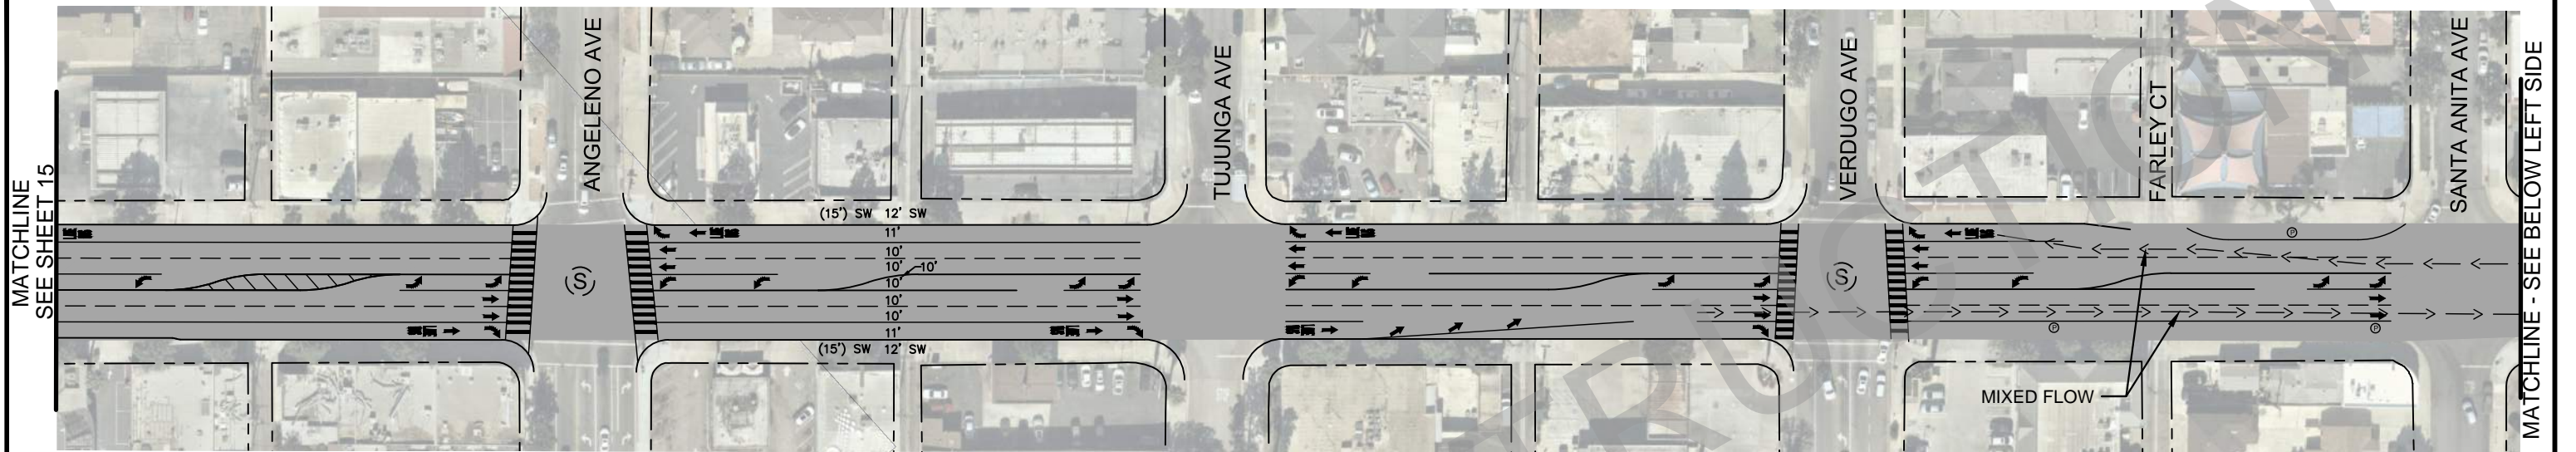 MATCHLINE
SEE SHEET 15
ANGELENO AVE
TUJUNGA AVE
VERDUGO AVE
FARLEY CT
SANTA ANITA AVE
MATCHLINE - SEE BELOW LEFT SIDE
(15') SW 12' SW
11'
10'
10'
10'
10'
10'
10'
11'
(15') SW 12' SW
S
S
P
P
P
MIXED FLOW
TRUCTION